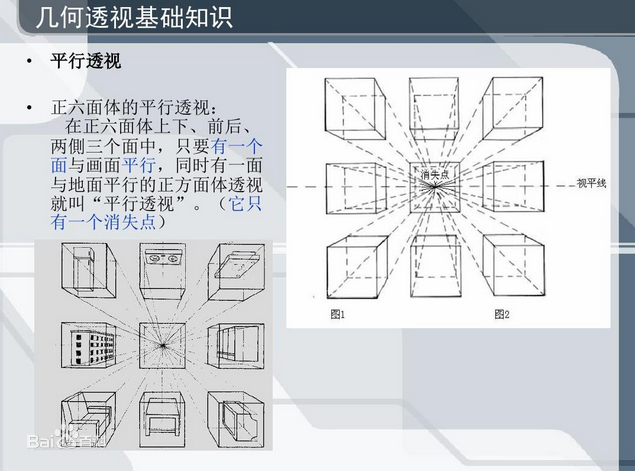 几何透视基础知识
• 平行透视
• 正六面体的平行透视：
在正六面体上下、前后、
两侧三个面中，只要有一个
面与画面平行，同时有一面
与地面平行的正方面体透视
就叫“平行透视”。（它只
有一个消失点）
消失点
视平线
图1
图2
Bai百科